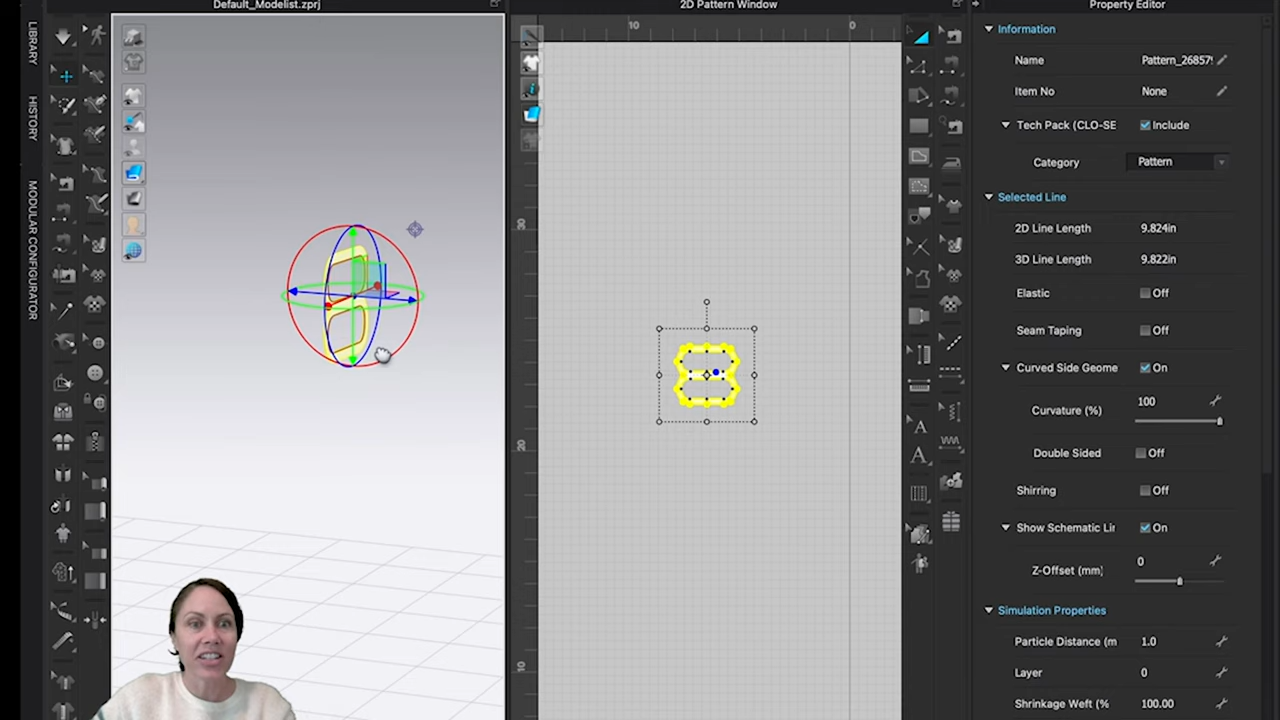 Default_Modelist.zprj
2D Pattern Window
Property Editor
LIBRARY
HISTORY
MODULAR CONFIGURATOR
10
0
30
20
10
A
A
Information
Name
Pattern_26857!
Item No
None
Tech Pack (CLO-SE
Include
Category
Pattern
Selected Line
2D Line Length
9.824in
3D Line Length
9.822in
Elastic
Off
Seam Taping
Off
Curved Side Geome
On
Curvature (%)
100
Double Sided
Off
Shirring
Off
Show Schematic Lir
On
Z-Offset (mm)
0
Simulation Properties
Particle Distance (m
1.0
Layer
0
Shrinkage Weft (%
100.00